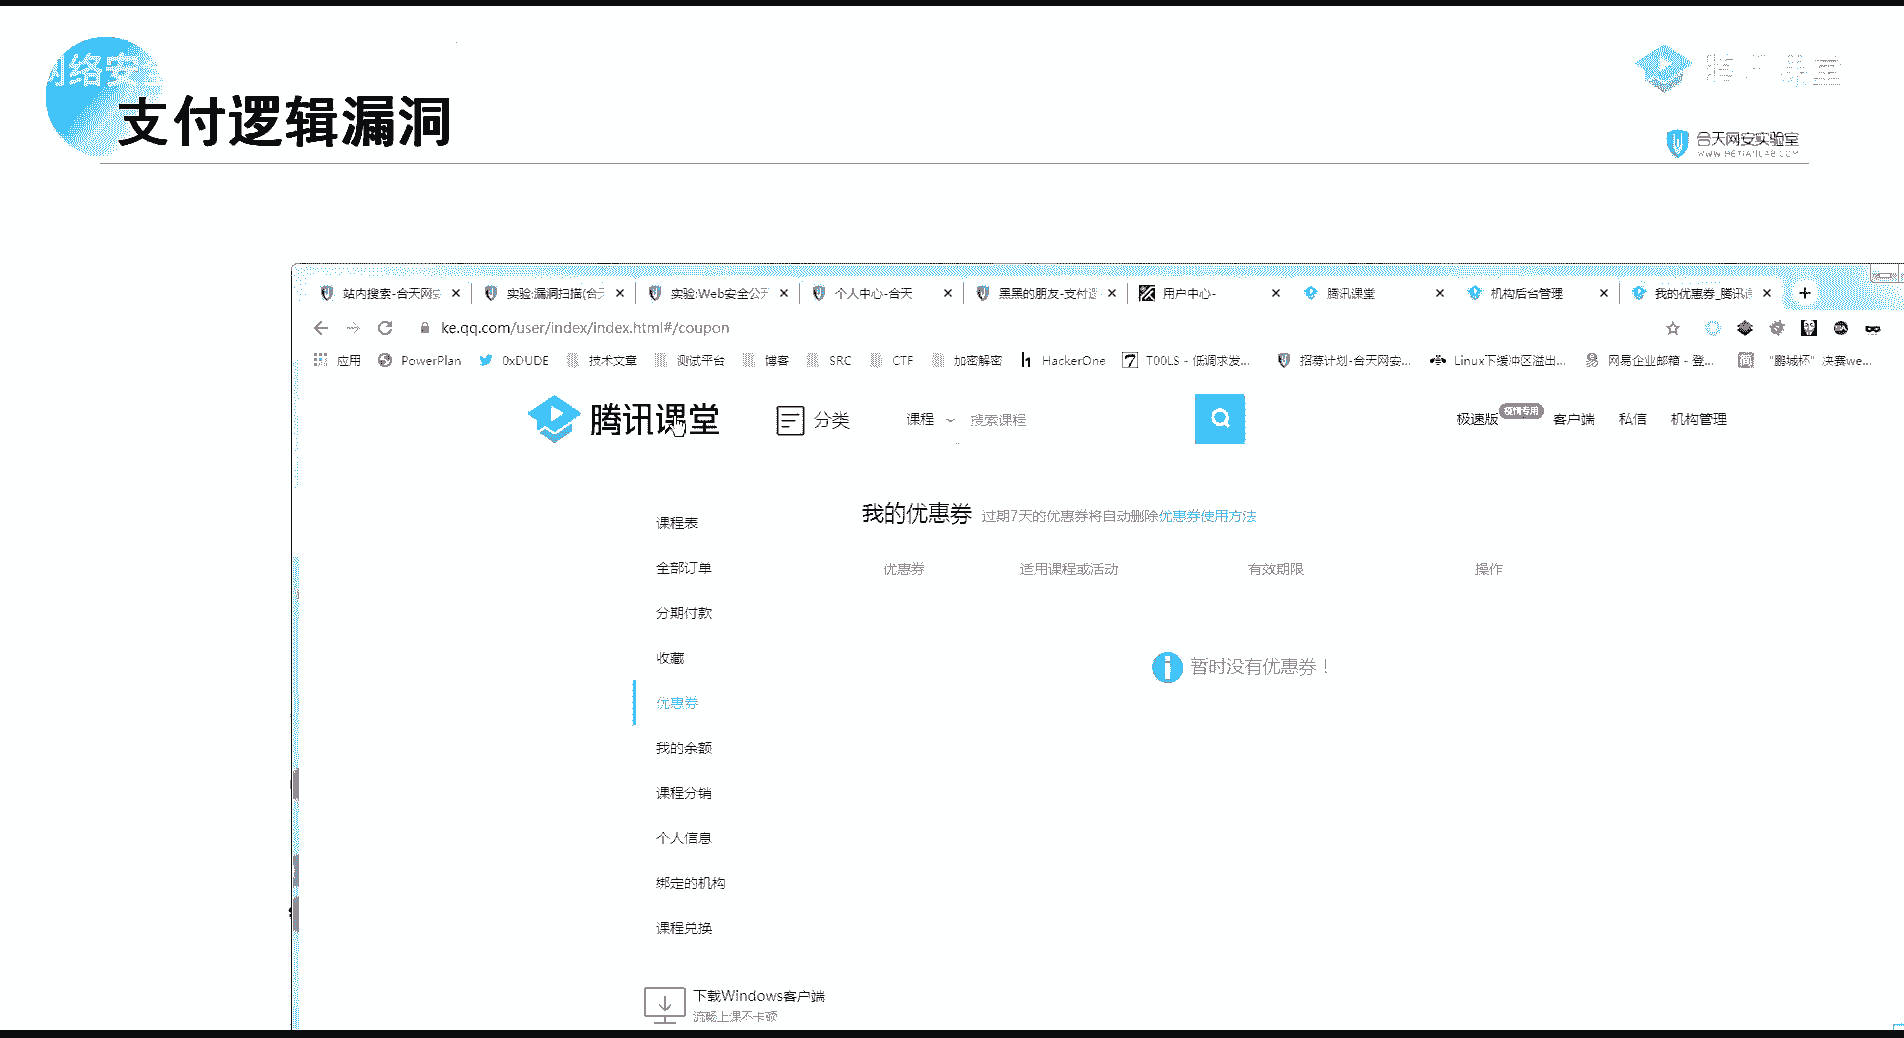 网络安全
支付逻辑漏洞
腾讯课堂
合天网安实验室
WWW.HETIANLAB.COM
站内搜索-合天网安
实验:漏洞扫描(合天
实验:Web安全公开
个人中心-合天
黑黑的朋友-支付逻
用户中心-
腾讯课堂
机构后台管理
我的优惠券_腾讯课
ke.qq.com/user/index/index.html#/coupon
应用
PowerPlan
0xDUDE
技术文章
测试平台
博客
SRC
CTF
加密解密
HackerOne
T00LS - 低调求发...
招募计划-合天网安...
Linux下缓冲区溢出...
网易企业邮箱 - 登...
"鹏城杯" 决赛we...
腾讯课堂
分类
课程
搜索课程
极速版
疫情专用
客户端
私信
机构管理
我的优惠券 过期7天的优惠券将自动删除优惠券使用方法
优惠券 适用课程或活动 有效期限 操作
暂时没有优惠券！
课程表
全部订单
分期付款
收藏
优惠券
我的余额
课程分销
个人信息
绑定的机构
课程兑换
下载Windows客户端
流畅上课不卡顿